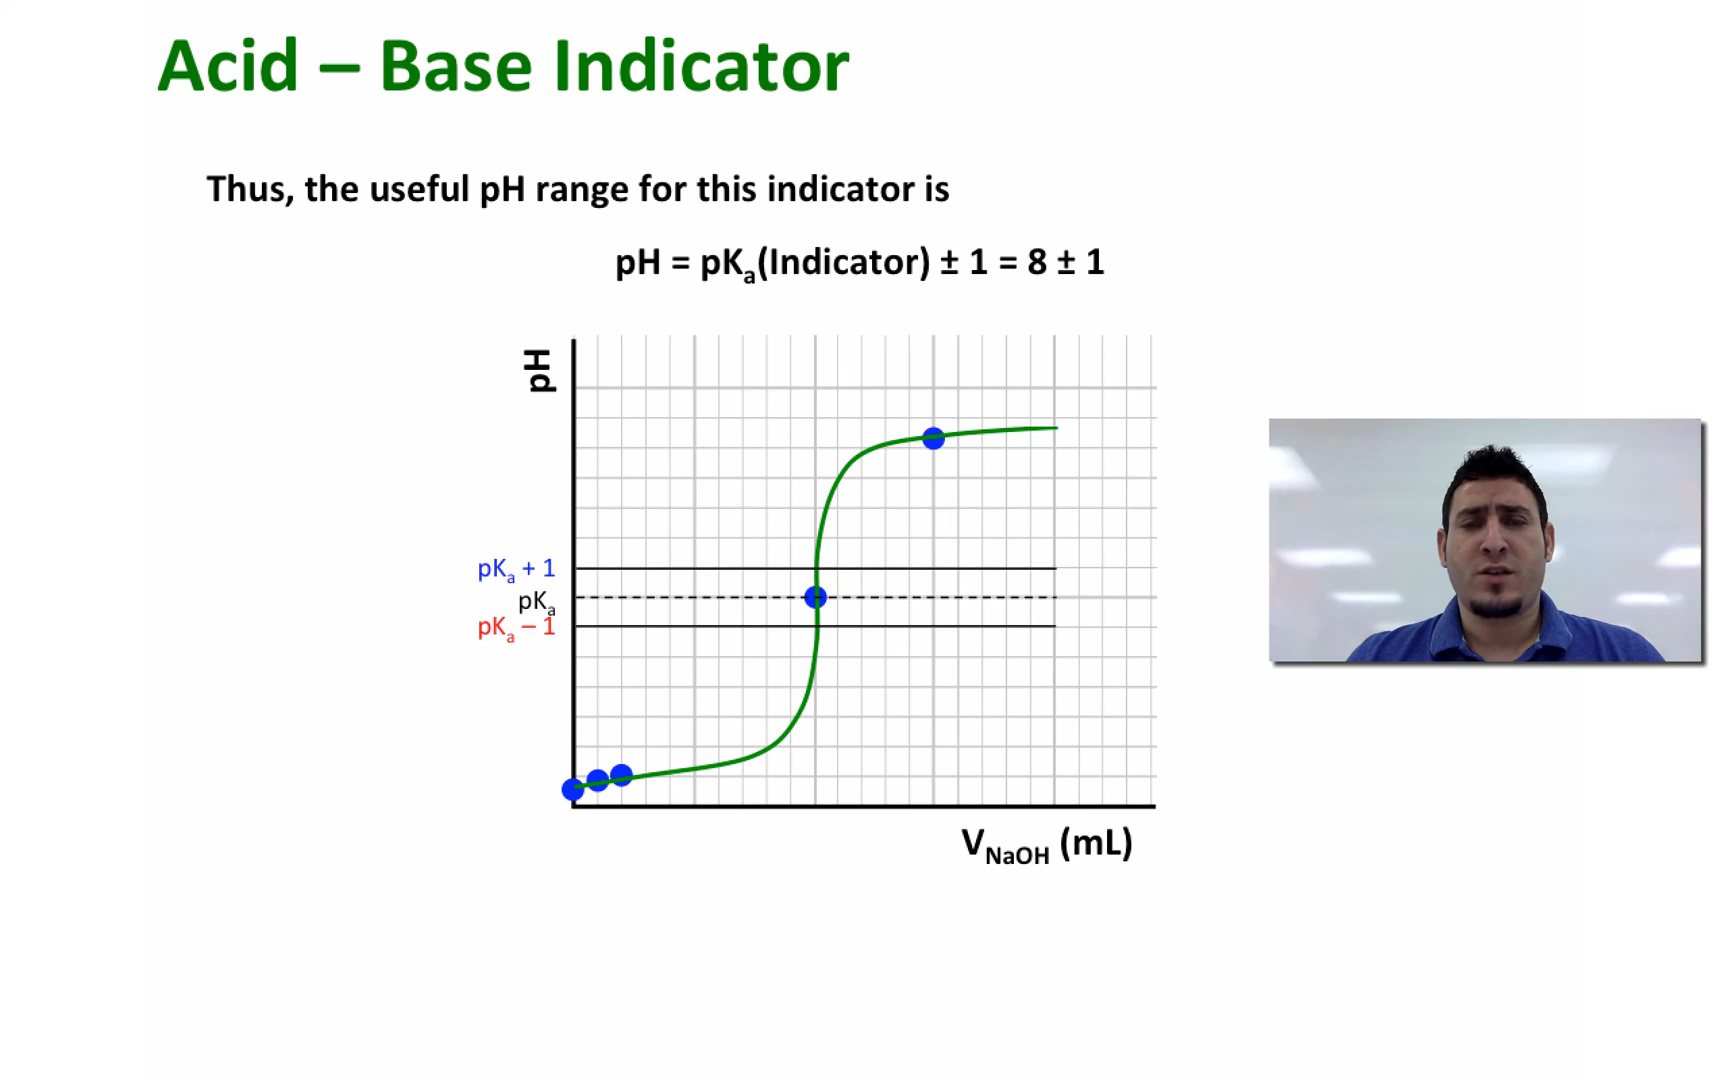 Acid – Base Indicator
Thus, the useful pH range for this indicator is
pH = pKₐ(Indicator) ± 1 = 8 ± 1
pH
pKₐ + 1
pKₐ
pKₐ – 1
V_NaOH (mL)